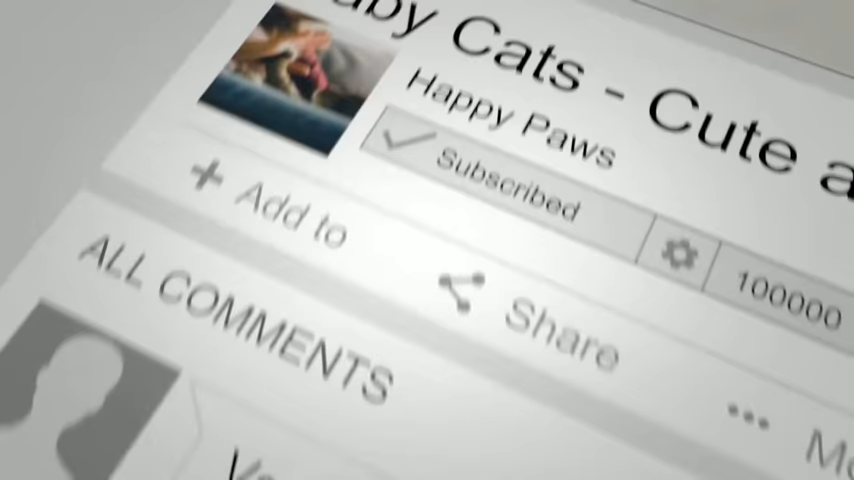 Cats - Cute
Happy Paws
Subscribed 100000
+ Add to Share
ALL COMMENTS